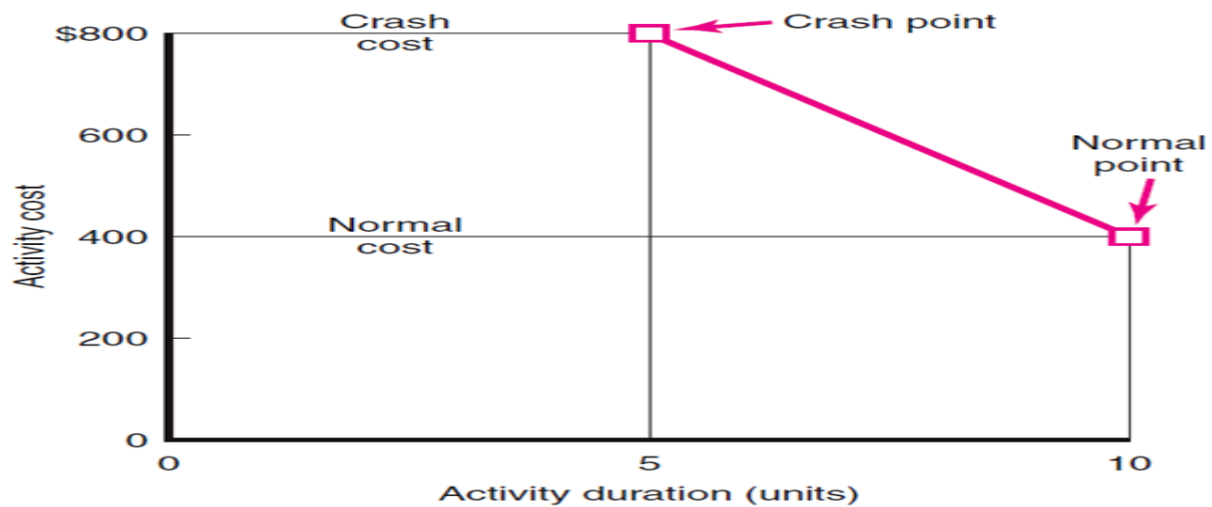 Crash
cost
$800
Crash point
600
Normal
point
Normal
cost
400
200
0
0 5 10
Activity cost
Activity duration (units)